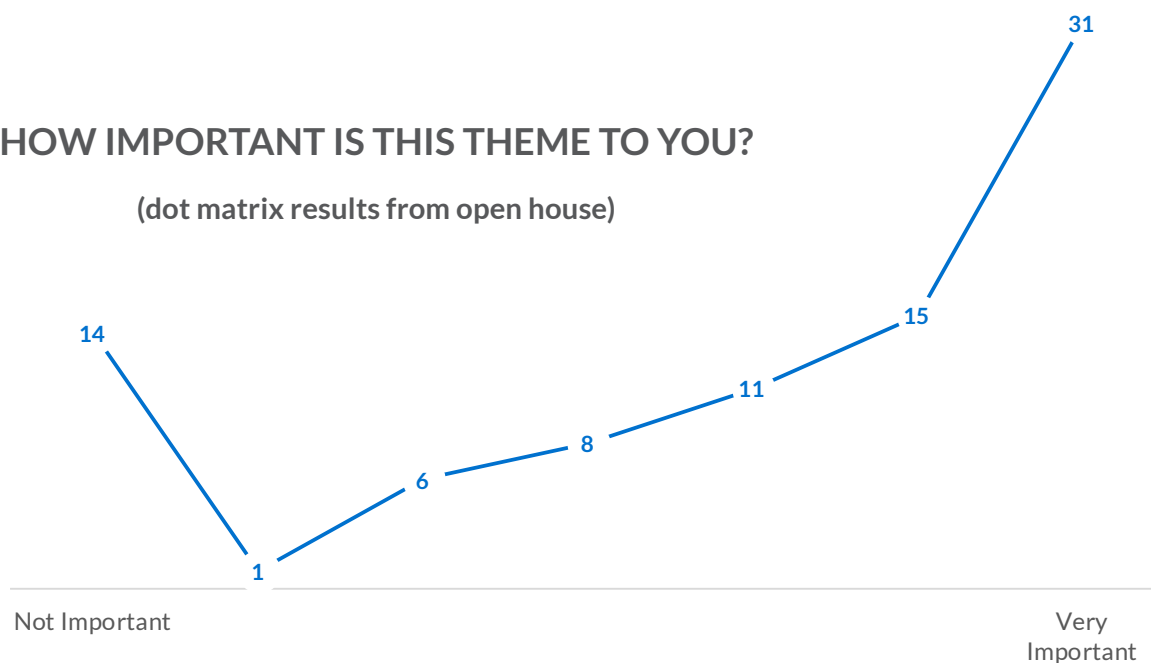 31
HOW IMPORTANT IS THIS THEME TO YOU?
(dot matrix results from open house)
14
15
11
8
6
1
Not Important
Very
Important